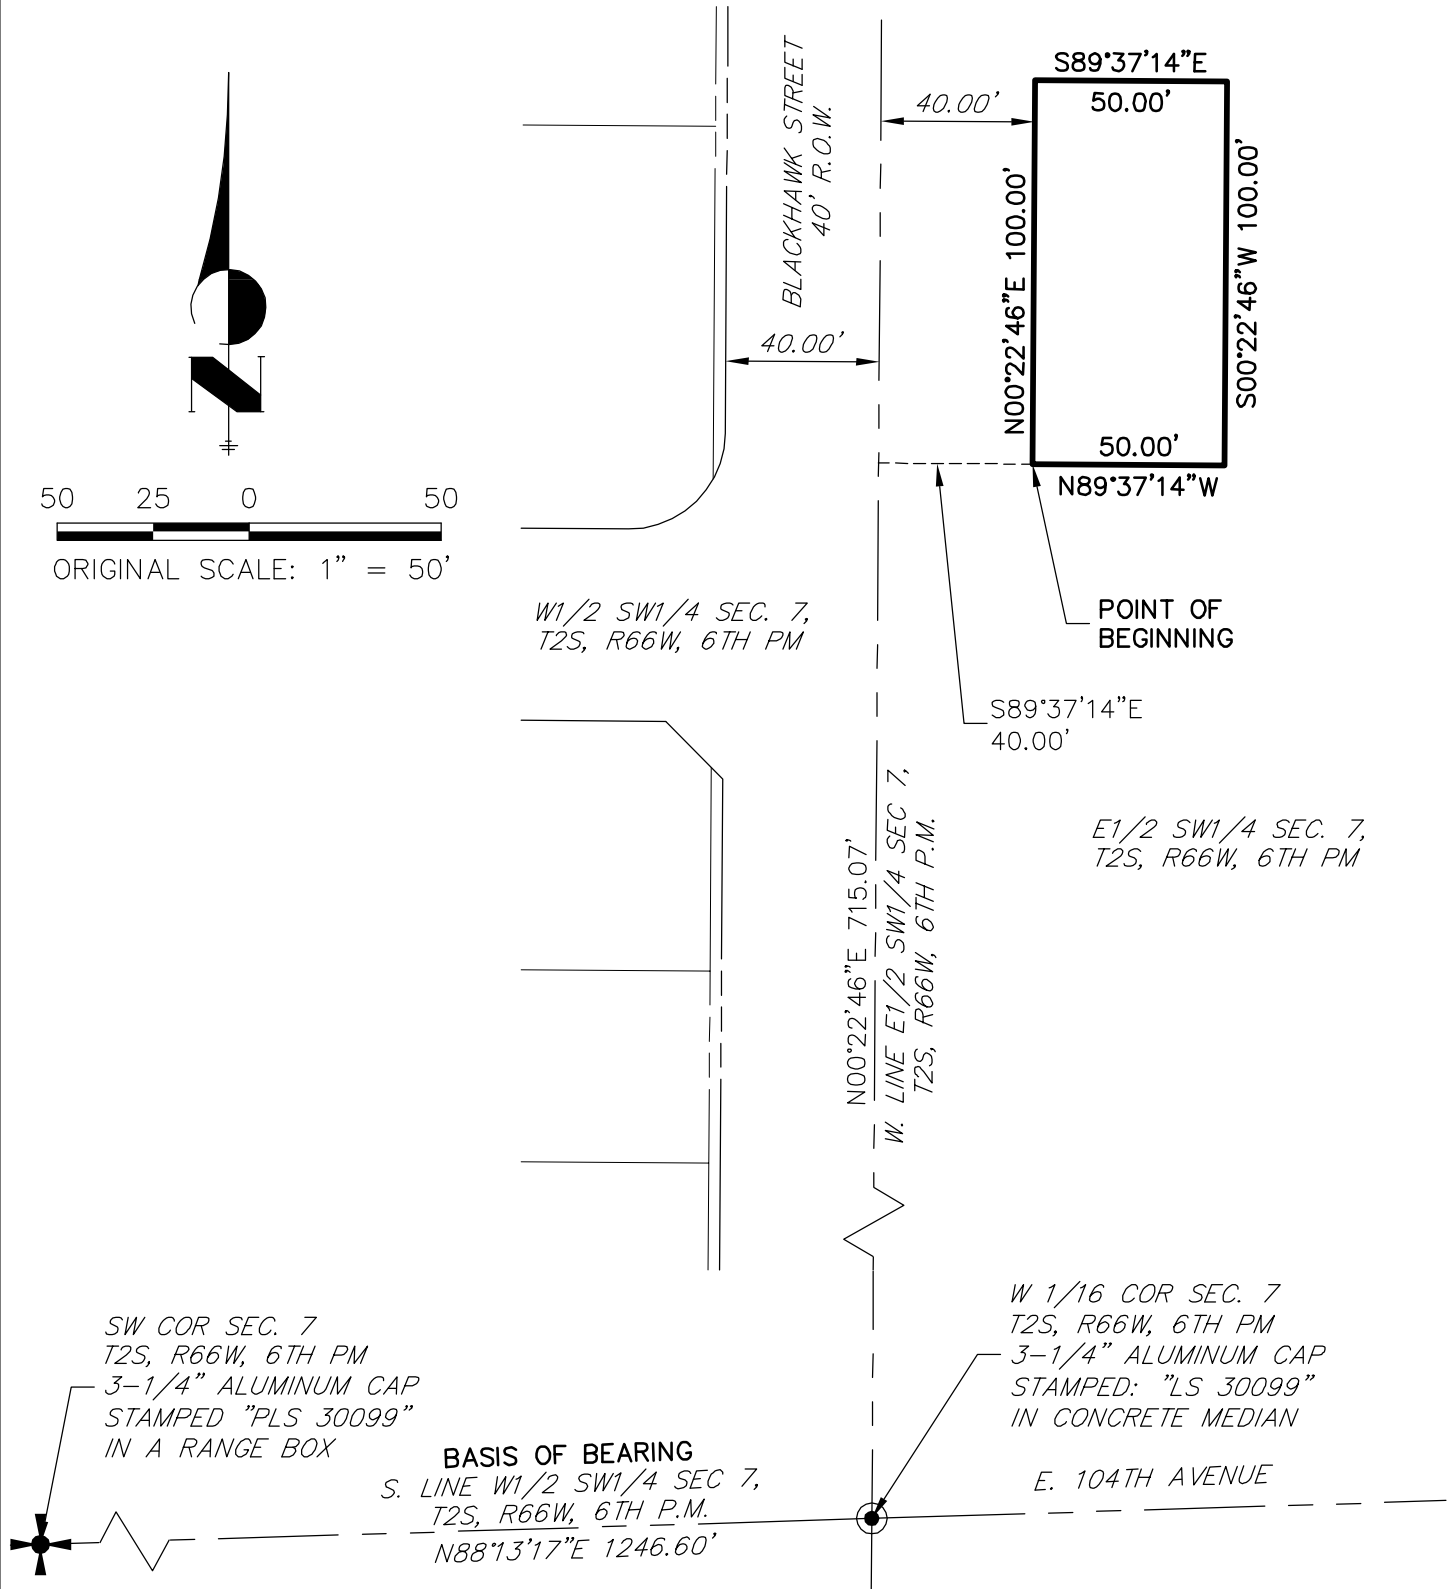 S89°37'14"E
50.00'
40.00'
BLACKHAWK STREET
40' R.O.W.
N00°22'46"E 100.00'
S00°22'46"W 100.00'
40.00'
50.00'
N89°37'14"W
N
50 25 0 50
ORIGINAL SCALE: 1" = 50'
W1/2 SW1/4 SEC. 7,
T2S, R66W, 6TH PM
POINT OF
BEGINNING
S89°37'14"E
40.00'
E1/2 SW1/4 SEC. 7,
T2S, R66W, 6TH PM
N00°22'46"E 715.07'
W. LINE E1/2 SW1/4 SEC 7,
T2S, R66W, 6TH P.M.
SW COR SEC. 7
T2S, R66W, 6TH PM
3-1/4" ALUMINUM CAP
STAMPED "PLS 30099"
IN A RANGE BOX
W 1/16 COR SEC. 7
T2S, R66W, 6TH PM
3-1/4" ALUMINUM CAP
STAMPED: "LS 30099"
IN CONCRETE MEDIAN
BASIS OF BEARING
S. LINE W1/2 SW1/4 SEC 7,
T2S, R66W, 6TH P.M.
N88°13'17"E 1246.60'
E. 104TH AVENUE